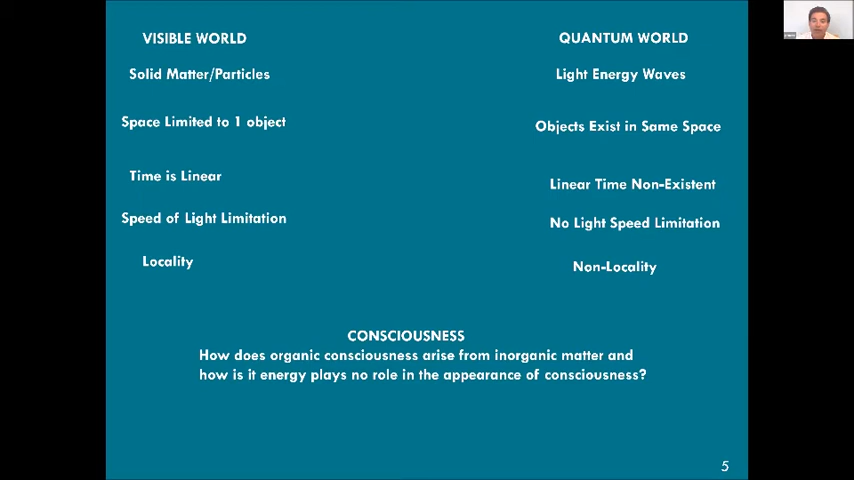 VISIBLE WORLD
QUANTUM WORLD
Solid Matter/Particles
Light Energy Waves
Space Limited to 1 object
Objects Exist in Same Space
Time is Linear
Linear Time Non-Existent
Speed of Light Limitation
No Light Speed Limitation
Locality
Non-Locality
CONSCIOUSNESS
How does organic consciousness arise from inorganic matter and
how is it energy plays no role in the appearance of consciousness?
5